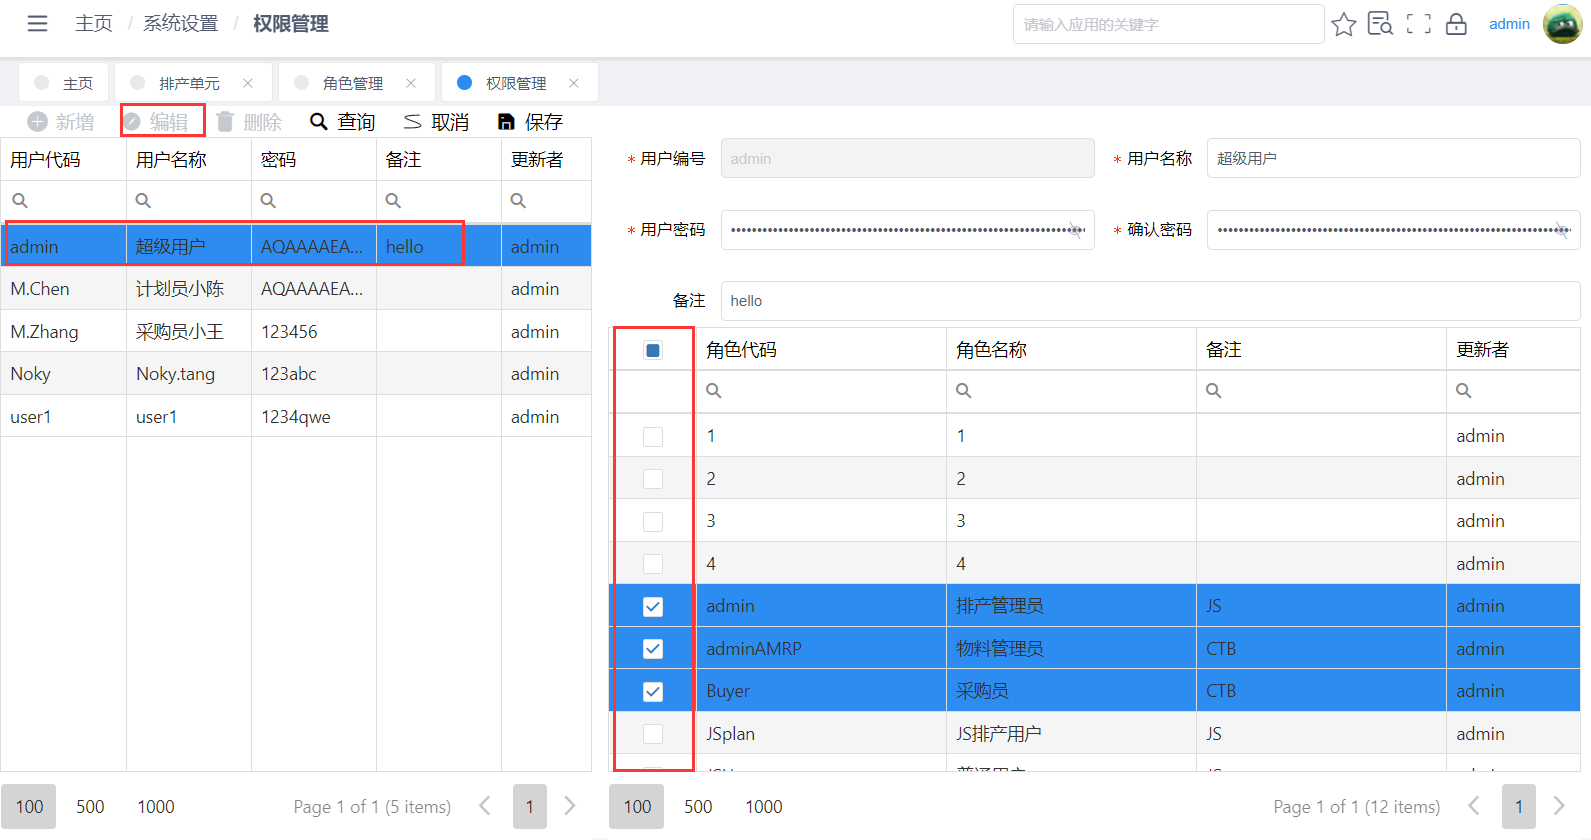 主页 / 系统设置 / 权限管理
请输入应用的关键字
admin
主页
排产单元 ×
角色管理 ×
权限管理 ×
新增 编辑 删除 查询 取消 保存
用户代码 用户名称 密码 备注 更新者
admin 超级用户 AQAAAAEA... hello admin
M.Chen 计划员小陈 AQAAAAEA... admin
M.Zhang 采购员小王 123456 admin
Noky Noky.tang 123abc admin
user1 user1 1234qwe admin
100 500 1000 Page 1 of 1 (5 items) 1
* 用户编号 admin * 用户名称 超级用户
* 用户密码 * 确认密码
备注 hello
角色代码 角色名称 备注 更新者
1 1 admin
2 2 admin
3 3 admin
4 4 admin
admin 排产管理员 JS admin
adminAMRP 物料管理员 CTB admin
Buyer 采购员 CTB admin
JSplan JS排产用户 JS admin
100 500 1000 Page 1 of 1 (12 items) 1